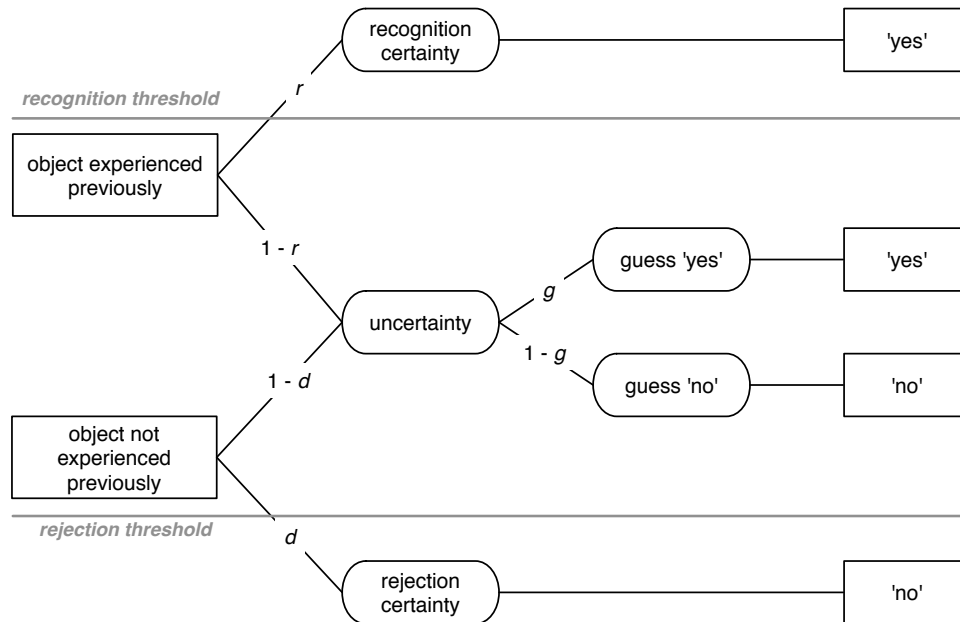 recognition
certainty
'yes'
r
recognition threshold
object experienced
previously
1 - r
guess 'yes'
'yes'
g
uncertainty
1 - g
1 - d
guess 'no'
'no'
object not
experienced
previously
rejection threshold
d
rejection
certainty
'no'